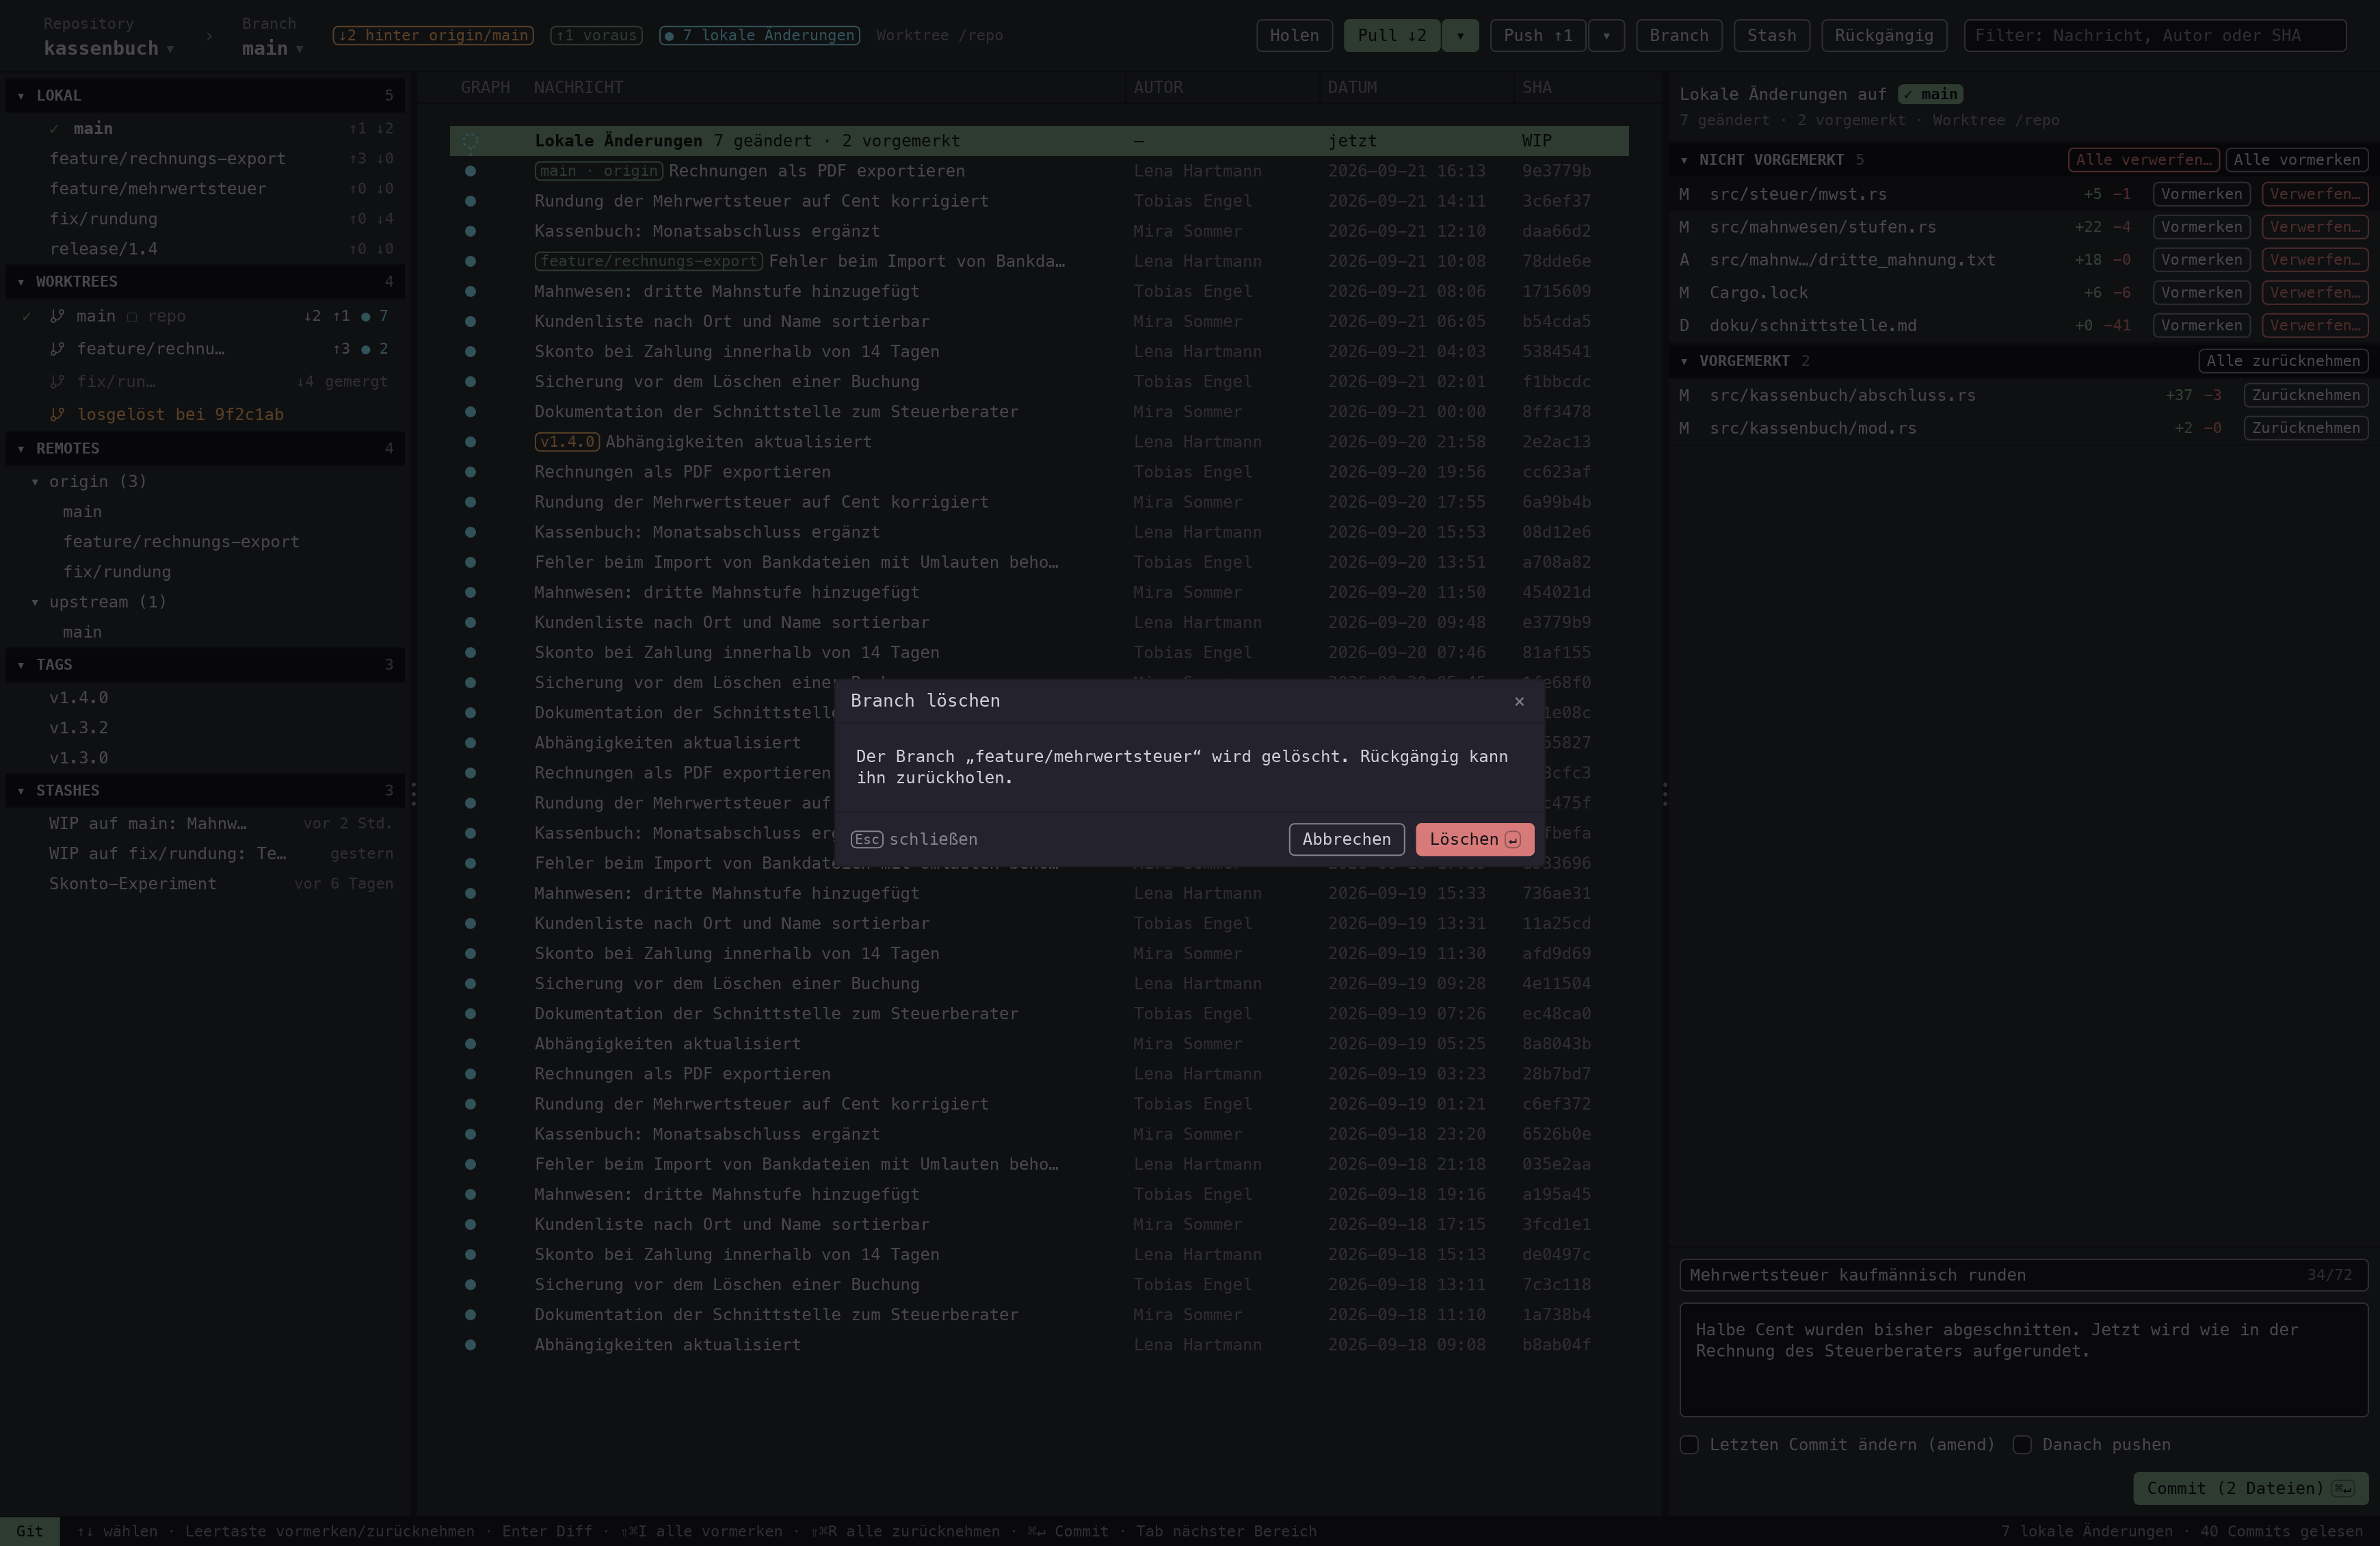 Repository
kassenbuch ▾
›
Branch
main ▾
↓2 hinter origin/main
↑1 voraus
● 7 lokale Änderungen
Worktree /repo
Holen
Pull ↓2 ▾
Push ↑1 ▾
Branch
Stash
Rückgängig
Filter: Nachricht, Autor oder SHA
▾ LOKAL 5
✓ main ↑1 ↓2
feature/rechnungs-export ↑3 ↓0
feature/mehrwertsteuer ↑0 ↓0
fix/rundung ↑0 ↓4
release/1.4 ↑0 ↓0
▾ WORKTREES 4
✓ main ▢ repo ↓2 ↑1 ● 7
feature/rechnu… ↑3 ● 2
fix/run… ↓4 gemergt
losgelöst bei 9f2c1ab
▾ REMOTES 4
▾ origin (3)
main
feature/rechnungs-export
fix/rundung
▾ upstream (1)
main
▾ TAGS 3
v1.4.0
v1.3.2
v1.3.0
▾ STASHES 3
WIP auf main: Mahnw… vor 2 Std.
WIP auf fix/rundung: Te… gestern
Skonto-Experiment vor 6 Tagen
GRAPH NACHRICHT AUTOR DATUM SHA
Lokale Änderungen 7 geändert · 2 vorgemerkt — jetzt WIP
main · origin Rechnungen als PDF exportieren Lena Hartmann 2026-09-21 16:13 9e3779b
Rundung der Mehrwertsteuer auf Cent korrigiert Tobias Engel 2026-09-21 14:11 3c6ef37
Kassenbuch: Monatsabschluss ergänzt Mira Sommer 2026-09-21 12:10 daa66d2
feature/rechnungs-export Fehler beim Import von Bankda… Lena Hartmann 2026-09-21 10:08 78dde6e
Mahnwesen: dritte Mahnstufe hinzugefügt Tobias Engel 2026-09-21 08:06 1715609
Kundenliste nach Ort und Name sortierbar Mira Sommer 2026-09-21 06:05 b54cda5
Skonto bei Zahlung innerhalb von 14 Tagen Lena Hartmann 2026-09-21 04:03 5384541
Sicherung vor dem Löschen einer Buchung Tobias Engel 2026-09-21 02:01 f1bbcdc
Dokumentation der Schnittstelle zum Steuerberater Mira Sommer 2026-09-21 00:00 8ff3478
v1.4.0 Abhängigkeiten aktualisiert Lena Hartmann 2026-09-20 21:58 2e2ac13
Rechnungen als PDF exportieren Tobias Engel 2026-09-20 19:56 cc623af
Rundung der Mehrwertsteuer auf Cent korrigiert Mira Sommer 2026-09-20 17:55 6a99b4b
Kassenbuch: Monatsabschluss ergänzt Lena Hartmann 2026-09-20 15:53 08d12e6
Fehler beim Import von Bankdateien mit Umlauten beho… Tobias Engel 2026-09-20 13:51 a708a82
Mahnwesen: dritte Mahnstufe hinzugefügt Mira Sommer 2026-09-20 11:50 454021d
Kundenliste nach Ort und Name sortierbar Lena Hartmann 2026-09-20 09:48 e3779b9
Skonto bei Zahlung innerhalb von 14 Tagen Tobias Engel 2026-09-20 07:46 81af155
Sicherung vor dem Löschen einer
Dokumentation der Schnittstelle
Abhängigkeiten aktualisiert
Rechnungen als PDF exportieren
Rundung der Mehrwertsteuer auf
Kassenbuch: Monatsabschluss
Fehler beim Import von
Mahnwesen: dritte Mahnstufe hinzugefügt Lena Hartmann 2026-09-19 15:33 736ae31
Kundenliste nach Ort und Name sortierbar Tobias Engel 2026-09-19 13:31 11a25cd
Skonto bei Zahlung innerhalb von 14 Tagen Mira Sommer 2026-09-19 11:30 afd9d69
Sicherung vor dem Löschen einer Buchung Lena Hartmann 2026-09-19 09:28 4e11504
Dokumentation der Schnittstelle zum Steuerberater Tobias Engel 2026-09-19 07:26 ec48ca0
Abhängigkeiten aktualisiert Mira Sommer 2026-09-19 05:25 8a8043b
Rechnungen als PDF exportieren Lena Hartmann 2026-09-19 03:23 28b7bd7
Rundung der Mehrwertsteuer auf Cent korrigiert Tobias Engel 2026-09-19 01:21 c6ef372
Kassenbuch: Monatsabschluss ergänzt Mira Sommer 2026-09-18 23:20 6526b0e
Fehler beim Import von Bankdateien mit Umlauten beho… Lena Hartmann 2026-09-18 21:18 035e2aa
Mahnwesen: dritte Mahnstufe hinzugefügt Tobias Engel 2026-09-18 19:16 a195a45
Kundenliste nach Ort und Name sortierbar Mira Sommer 2026-09-18 17:15 3fcd1e1
Skonto bei Zahlung innerhalb von 14 Tagen Lena Hartmann 2026-09-18 15:13 de0497c
Sicherung vor dem Löschen einer Buchung Tobias Engel 2026-09-18 13:11 7c3c118
Dokumentation der Schnittstelle zum Steuerberater Mira Sommer 2026-09-18 11:10 1a738b4
Abhängigkeiten aktualisiert Lena Hartmann 2026-09-18 09:08 b8ab04f
Branch löschen ×
Der Branch „feature/mehrwertsteuer“ wird gelöscht. Rückgängig kann
ihn zurückholen.
Esc schließen
Abbrechen
Löschen ↵
Lokale Änderungen auf ✓ main
7 geändert · 2 vorgemerkt · Worktree /repo
▾ NICHT VORGEMERKT 5 Alle verwerfen… Alle vormerken
M src/steuer/mwst.rs +5 −1 Vormerken Verwerfen…
M src/mahnwesen/stufen.rs +22 −4 Vormerken Verwerfen…
A src/mahnw…/dritte_mahnung.txt +18 −0 Vormerken Verwerfen…
M Cargo.lock +6 −6 Vormerken Verwerfen…
D doku/schnittstelle.md +0 −41 Vormerken Verwerfen…
▾ VORGEMERKT 2 Alle zurücknehmen
M src/kassenbuch/abschluss.rs +37 −3 Zurücknehmen
M src/kassenbuch/mod.rs +2 −0 Zurücknehmen
Mehrwertsteuer kaufmännisch runden 34/72
Halbe Cent wurden bisher abgeschnitten. Jetzt wird wie in der
Rechnung des Steuerberaters aufgerundet.
Letzten Commit ändern (amend)
Danach pushen
Commit (2 Dateien) ⌘↵
Git
↑↓ wählen · Leertaste vormerken/zurücknehmen · Enter Diff · ⇧⌘I alle vormerken · ⇧⌘R alle zurücknehmen · ⌘↵ Commit · Tab nächster Bereich
7 lokale Änderungen · 40 Commits gelesen